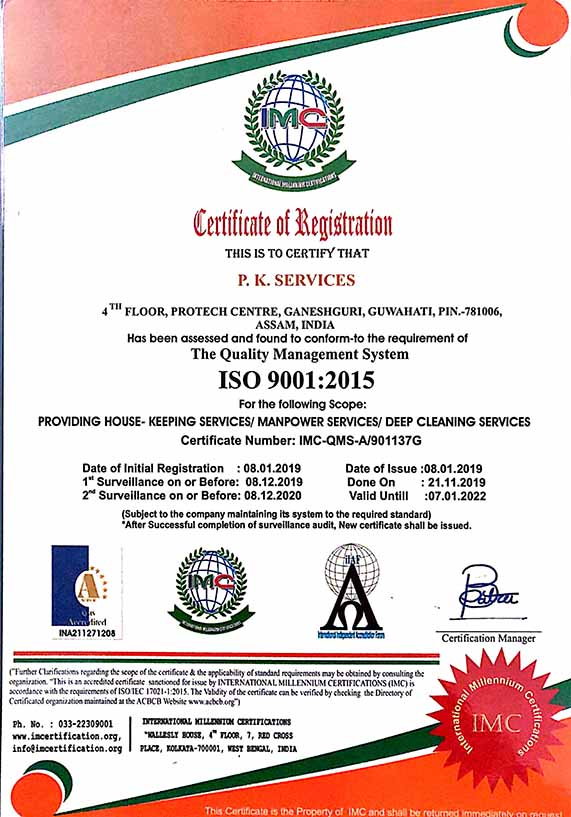 IMC
INTERNATIONAL MILLENNIUM CERTIFICATIONS
Certificate of Registration
THIS IS TO CERTIFY THAT
P. K. SERVICES
4 TH FLOOR, PROTECH CENTRE, GANESHGURI, GUWAHATI, PIN.-781006,
ASSAM, INDIA
Has been assessed and found to conform-to the requirement of
The Quality Management System
ISO 9001:2015
For the following Scope:
PROVIDING HOUSE- KEEPING SERVICES/ MANPOWER SERVICES/ DEEP CLEANING SERVICES
Certificate Number: IMC-QMS-A/901137G
Date of Initial Registration : 08.01.2019 Date of Issue :08.01.2019
1st Surveillance on or Before: 08.12.2019 Done On : 21.11.2019
2nd Surveillance on or Before: 08.12.2020 Valid Untill :07.01.2022
(Subject to the company maintaining its system to the required standard)
*After Successful completion of surveillance audit, New certificate shall be issued.
A
Accredited
INA211271208
IMC
INTERNATIONAL MILLENNIUM CERTIFICATIONS
IIAF
International Independent Accreditation Forum
Certification Manager
("Further Clarifications regarding the scope of the certificate & the applicability of standard requirements may be obtained by consulting the
organization. "This is an accredited certificate sanctioned for issue by INTERNATIONAL MILLENNIUM CERTIFICATIONS (IMC) is
accordance with the requirements of ISO/IEC 17021-1:2015. The Validity of the certificate can be verified by checking the Directory of
Certificated organization maintained at the ACBCB Website www.acbcb.org")
Ph. No. : 033-22309001
www.imcertification.org,
info@imcertification.org
INTERNATIONAL MILLENNIUM CERTIFICATIONS
"WALLESLY HOUSE, 4th FLOOR, 7, RED CROSS
PLACE, KOLKATA-700001, WEST BENGAL, INDIA
International Millennium Certifications
IMC
This Certificate is the Property of IMC and shall be returned immediately on request